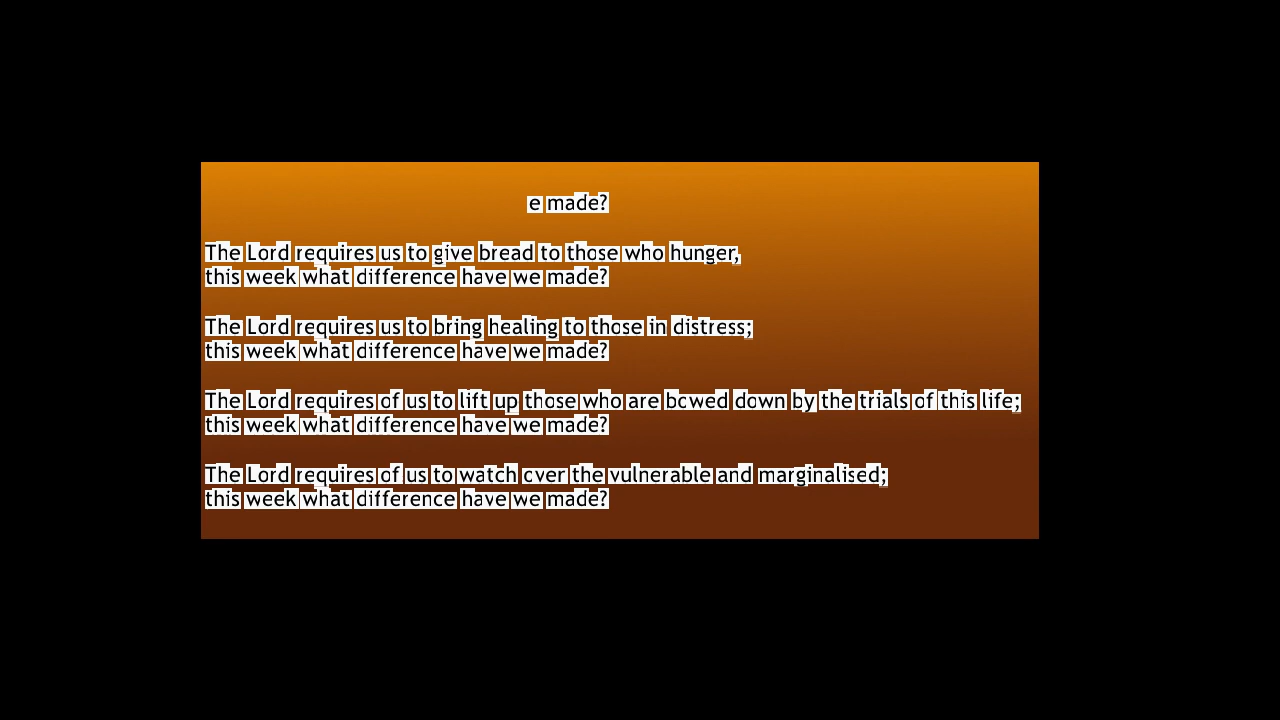 e made?
The Lord requires us to give bread to those who hunger,
this week what difference have we made?
The Lord requires us to bring healing to those in distress;
this week what difference have we made?
The Lord requires of us to lift up those who are bowed down by the trials of this life;
this week what difference have we made?
The Lord requires of us to watch over the vulnerable and marginalised;
this week what difference have we made?